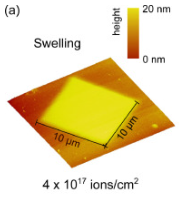 (a)
20 nm
height
Swelling
0 nm
10 µm
10 µm
4 x 10¹⁷ ions/cm²